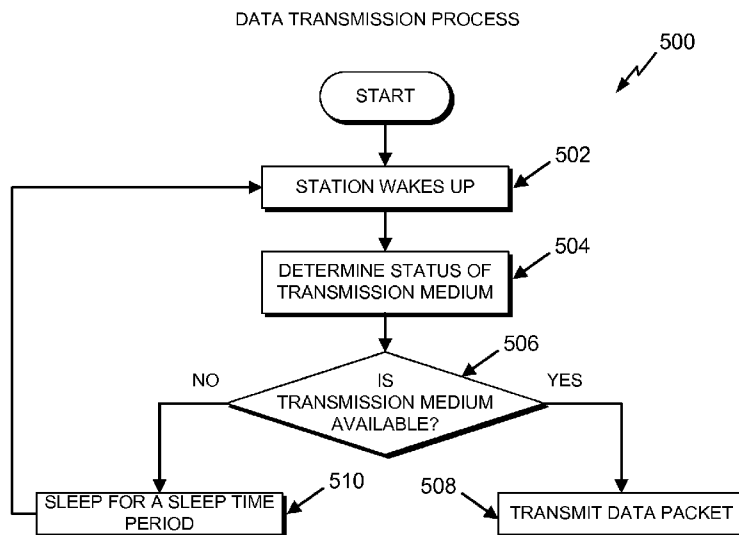 DATA TRANSMISSION PROCESS
500
START
502
STATION WAKES UP
504
DETERMINE STATUS OF
TRANSMISSION MEDIUM
506
NO
IS
YES
TRANSMISSION MEDIUM
AVAILABLE?
510
508
SLEEP FOR A SLEEP TIME
PERIOD
TRANSMIT DATA PACKET